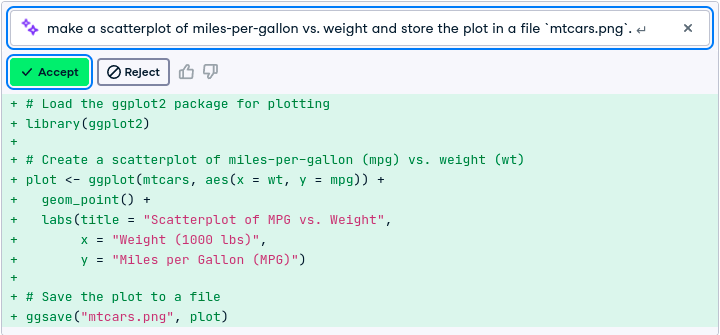 make a scatterplot of miles-per-gallon vs. weight and store the plot in a file `mtcars.png`. ↵
Accept Reject
+ # Load the ggplot2 package for plotting
+ library(ggplot2)
+
+ # Create a scatterplot of miles-per-gallon (mpg) vs. weight (wt)
+ plot <- ggplot(mtcars, aes(x = wt, y = mpg)) +
+   geom_point() +
+   labs(title = "Scatterplot of MPG vs. Weight",
+        x = "Weight (1000 lbs)",
+        y = "Miles per Gallon (MPG)")
+
+ # Save the plot to a file
+ ggsave("mtcars.png", plot)